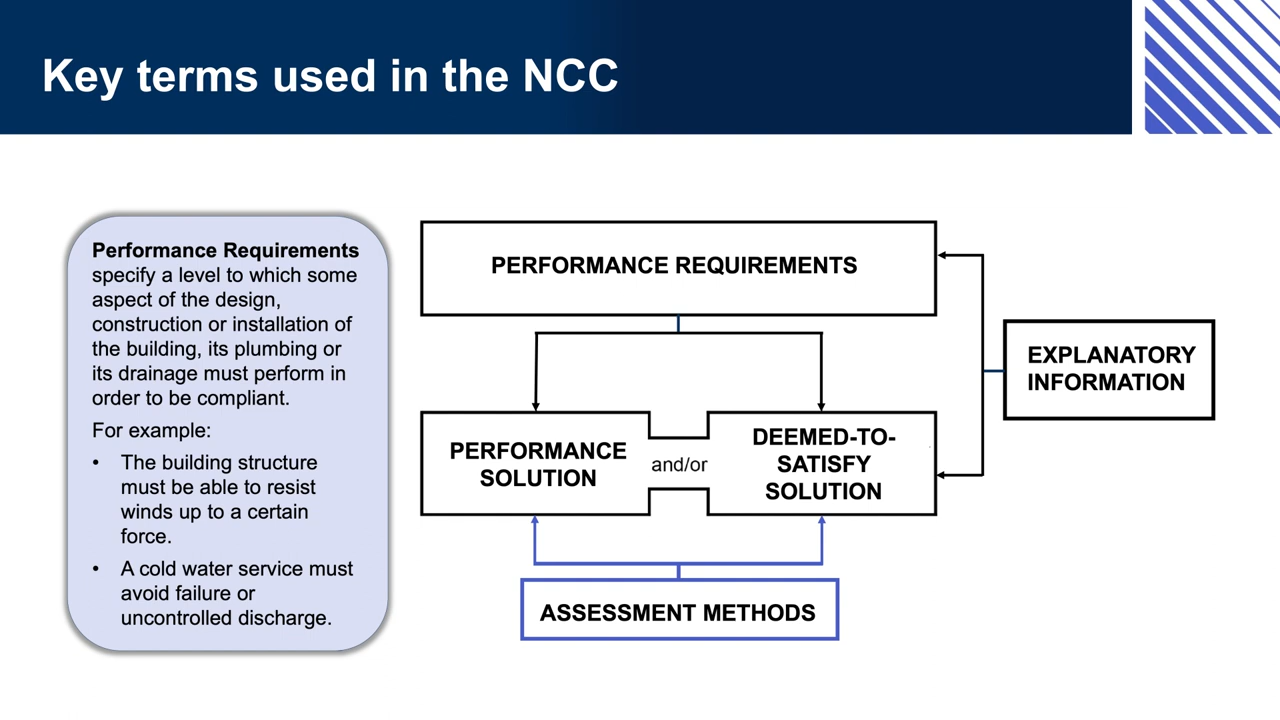 Key terms used in the NCC
Performance Requirements
specify a level to which some
aspect of the design,
construction or installation of
the building, its plumbing or
its drainage must perform in
order to be compliant.
For example:
• The building structure
must be able to resist
winds up to a certain
force.
• A cold water service must
avoid failure or
uncontrolled discharge.
PERFORMANCE REQUIREMENTS
EXPLANATORY
INFORMATION
PERFORMANCE
SOLUTION
and/or
DEEMED-TO-
SATISFY
SOLUTION
ASSESSMENT METHODS